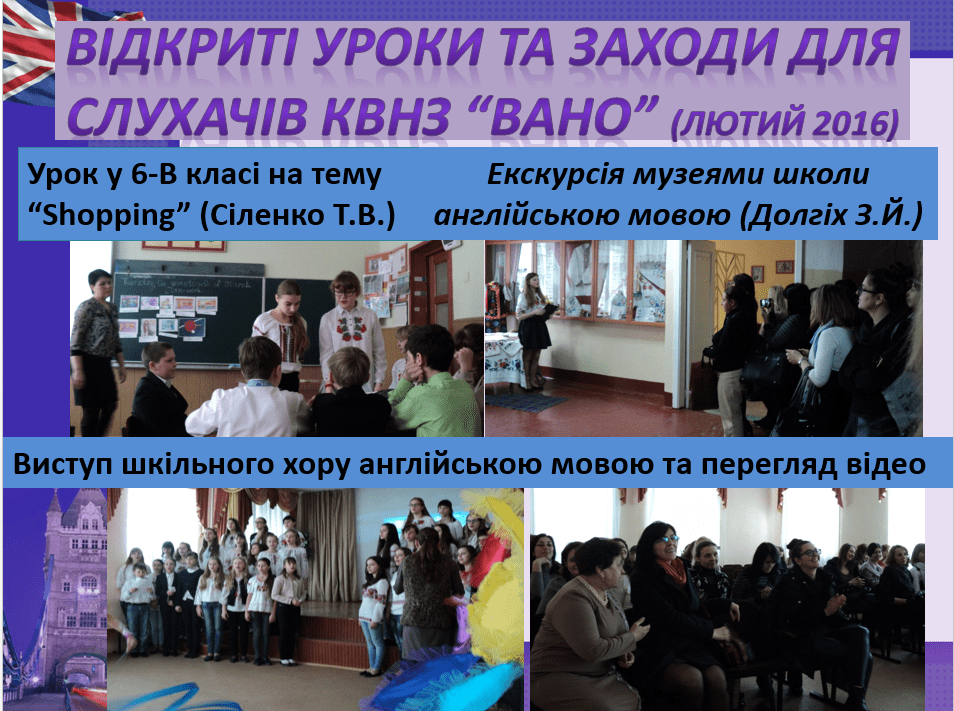 ВІДКРИТІ УРОКИ ТА ЗАХОДИ ДЛЯ
СЛУХАЧІВ КВНЗ “ВАНО” (ЛЮТИЙ 2016)
Урок у 6-В класі на тему
“Shopping” (Сіленко Т.В.)
Екскурсія музеями школи
англійською мовою (Долгіх З.Й.)
Виступ шкільного хору англійською мовою та перегляд відео